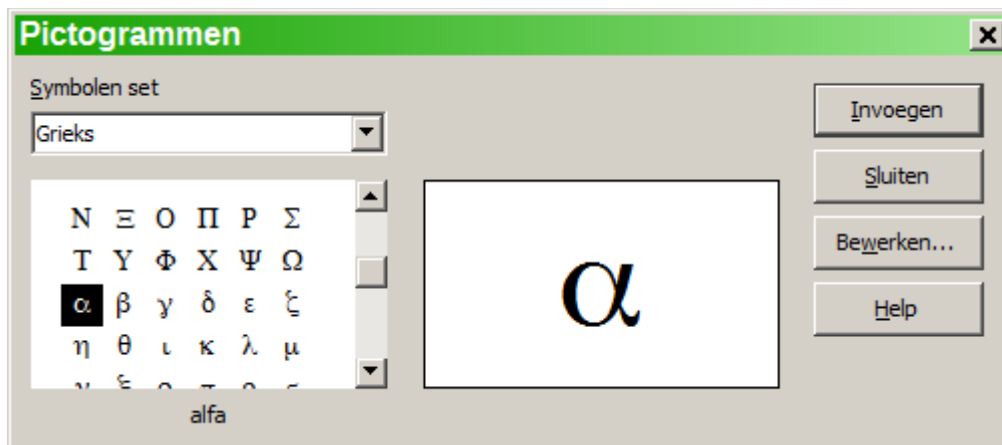 Pictogrammen
Symbolen set
Grieks
Ν Ξ Ο Π Ρ Σ
Τ Υ Φ Χ Ψ Ω
α β γ δ ε ζ
η θ ι κ λ μ
ν ξ ο π ρ ς
alfa
α
Invoegen
Sluiten
Bewerken...
Help